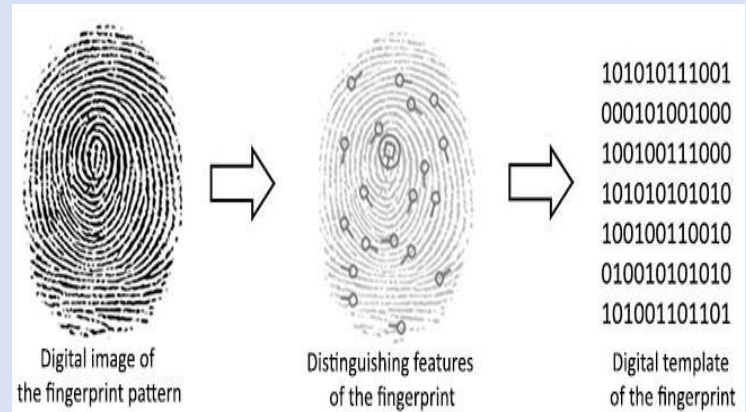 101010111001
000101001000
100100111000
101010101010
100100110010
010010101010
101001101101
Digital image of
the fingerprint pattern
Distinguishing features
of the fingerprint
Digital template
of the fingerprint